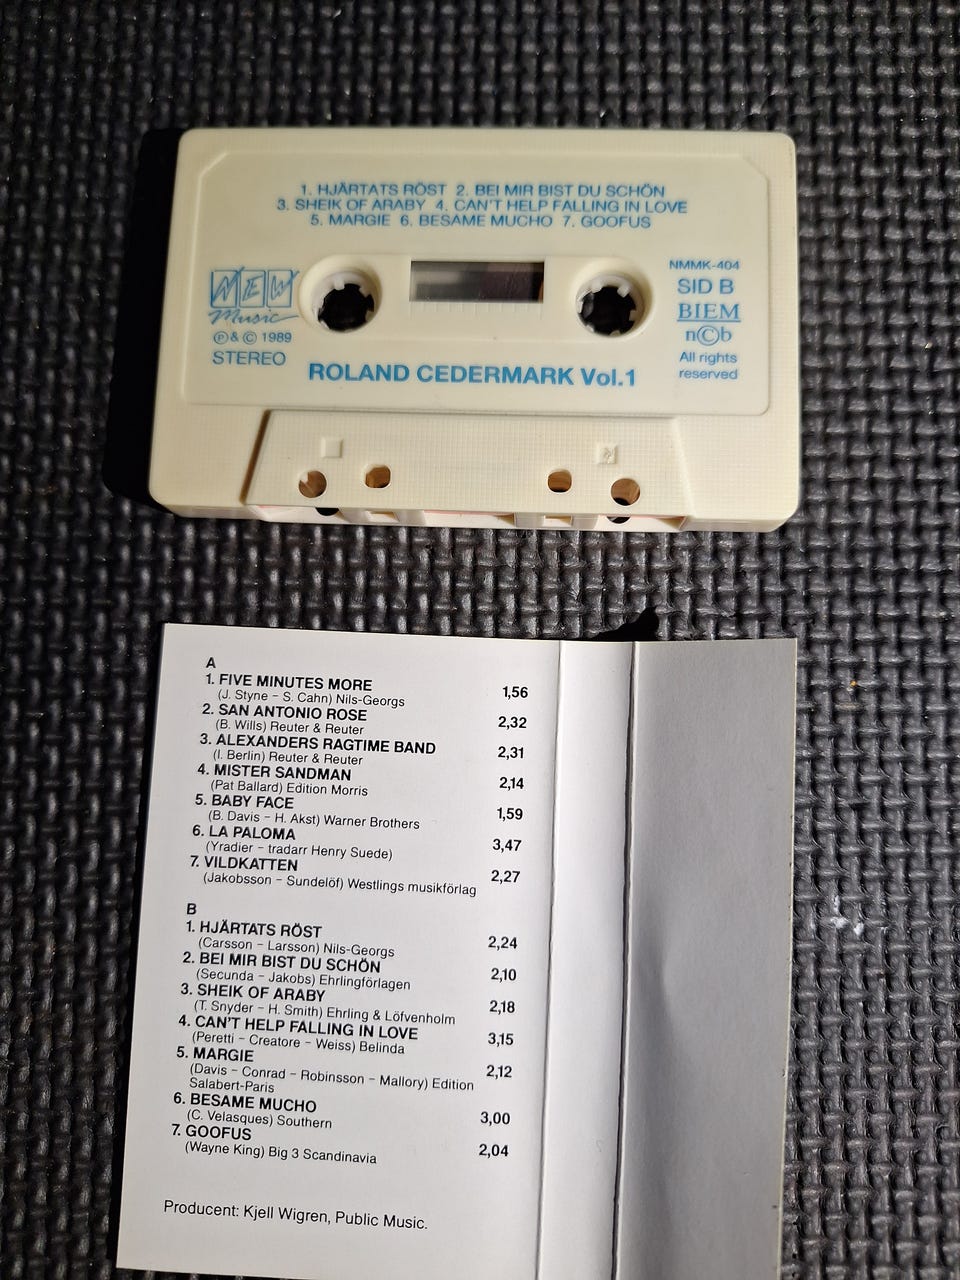 1. HJÄRTATS RÖST 2. BEI MIR BIST DU SCHÖN
3. SHEIK OF ARABY 4. CAN'T HELP FALLING IN LOVE
5. MARGIE 6. BESAME MUCHO 7. GOOFUS
NEW
Music
Ⓟ & © 1989
STEREO
NMMK-404
SID B
BIEM
n©b
All rights
reserved
ROLAND CEDERMARK Vol.1
A
1. FIVE MINUTES MORE 1,56
(J. Styne - S. Cahn) Nils-Georgs
2. SAN ANTONIO ROSE 2,32
(B. Wills) Reuter & Reuter
3. ALEXANDERS RAGTIME BAND 2,31
(I. Berlin) Reuter & Reuter
4. MISTER SANDMAN 2,14
(Pat Ballard) Edition Morris
5. BABY FACE 1,59
(B. Davis - H. Akst) Warner Brothers
6. LA PALOMA 3,47
(Yradier - tradarr Henry Suede)
7. VILDKATTEN 2,27
(Jakobsson - Sundelöf) Westlings musikförlag
B
1. HJÄRTATS RÖST 2,24
(Carsson - Larsson) Nils-Georgs
2. BEI MIR BIST DU SCHÖN 2,10
(Secunda - Jakobs) Ehrlingförlagen
3. SHEIK OF ARABY 2,18
(T. Snyder - H. Smith) Ehrling & Löfvenholm
4. CAN'T HELP FALLING IN LOVE 3,15
(Peretti - Creatore - Weiss) Belinda
5. MARGIE 2,12
(Davis - Conrad - Robinsson - Mallory) Edition
Salabert-Paris
6. BESAME MUCHO 3,00
(C. Velasques) Southern
7. GOOFUS 2,04
(Wayne King) Big 3 Scandinavia
Producent: Kjell Wigren, Public Music.